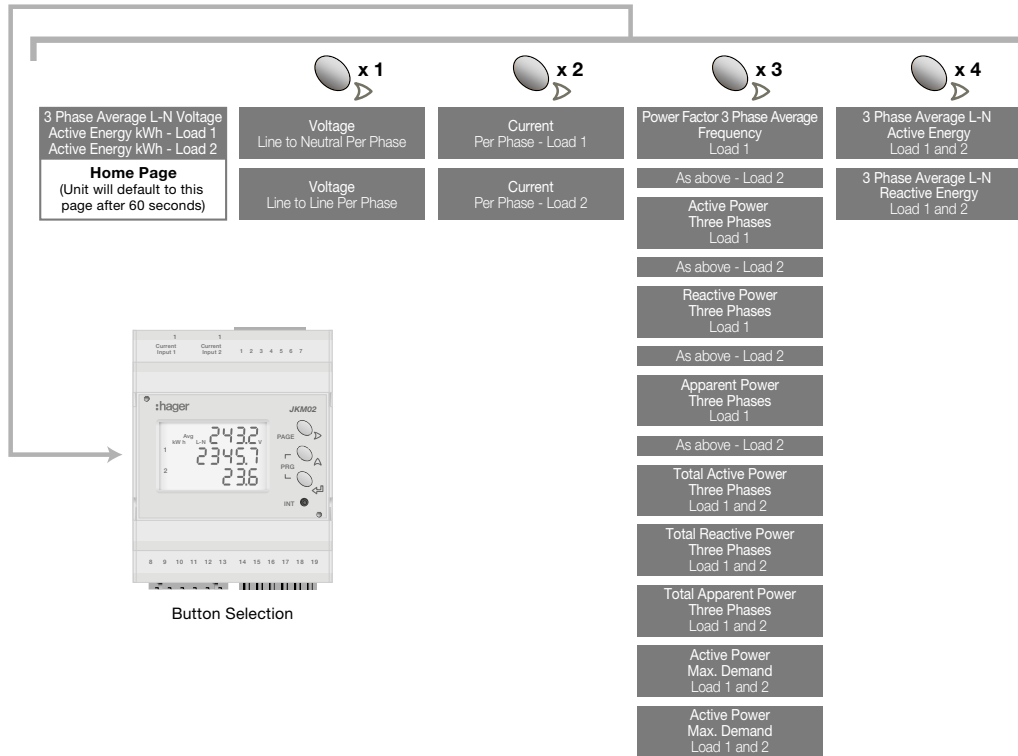 x 1
x 2
x 3
x 4
3 Phase Average L-N Voltage
Active Energy kWh - Load 1
Active Energy kWh - Load 2
Home Page
(Unit will default to this
page after 60 seconds)
Voltage
Line to Neutral Per Phase
Voltage
Line to Line Per Phase
Current
Per Phase - Load 1
Current
Per Phase - Load 2
Power Factor 3 Phase Average
Frequency
Load 1
As above - Load 2
Active Power
Three Phases
Load 1
As above - Load 2
Reactive Power
Three Phases
Load 1
As above - Load 2
Apparent Power
Three Phases
Load 1
As above - Load 2
Total Active Power
Three Phases
Load 1 and 2
Total Reactive Power
Three Phases
Load 1 and 2
Total Apparent Power
Three Phases
Load 1 and 2
Active Power
Max. Demand
Load 1 and 2
Active Power
Max. Demand
Load 1 and 2
3 Phase Average L-N
Active Energy
Load 1 and 2
3 Phase Average L-N
Reactive Energy
Load 1 and 2
1 1
Current Current
Input 1 Input 2 1 2 3 4 5 6 7
:hager
JKM02
Avg
kWh L-N 243.2 V
1 2345.7
2 23.6
PAGE
PRG
INT
8 9 10 11 12 13 14 15 16 17 18 19
Button Selection